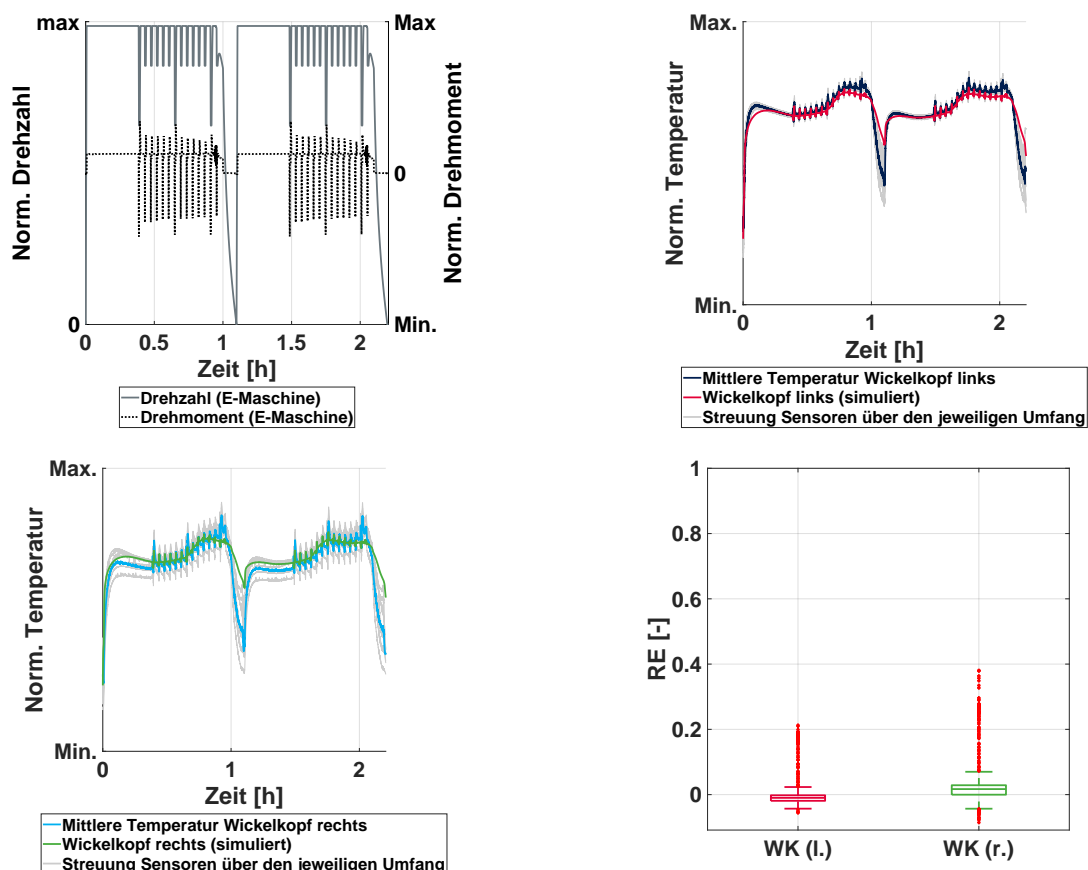 max
Max
Norm. Drehzahl
Norm. Drehmoment
0
0
Min.
0
0.5
1
1.5
2
Zeit [h]
Drehzahl (E-Maschine)
Drehmoment (E-Maschine)
Max.
Norm. Temperatur
Min.
0
1
2
Zeit [h]
Mittlere Temperatur Wickelkopf links
Wickelkopf links (simuliert)
Streuung Sensoren über den jeweiligen Umfang
Max.
Norm. Temperatur
Min.
0
1
2
Zeit [h]
Mittlere Temperatur Wickelkopf rechts
Wickelkopf rechts (simuliert)
Streuung Sensoren über den jeweiligen Umfang
1
0.8
0.6
0.4
0.2
0
RE [-]
WK (l.)
WK (r.)